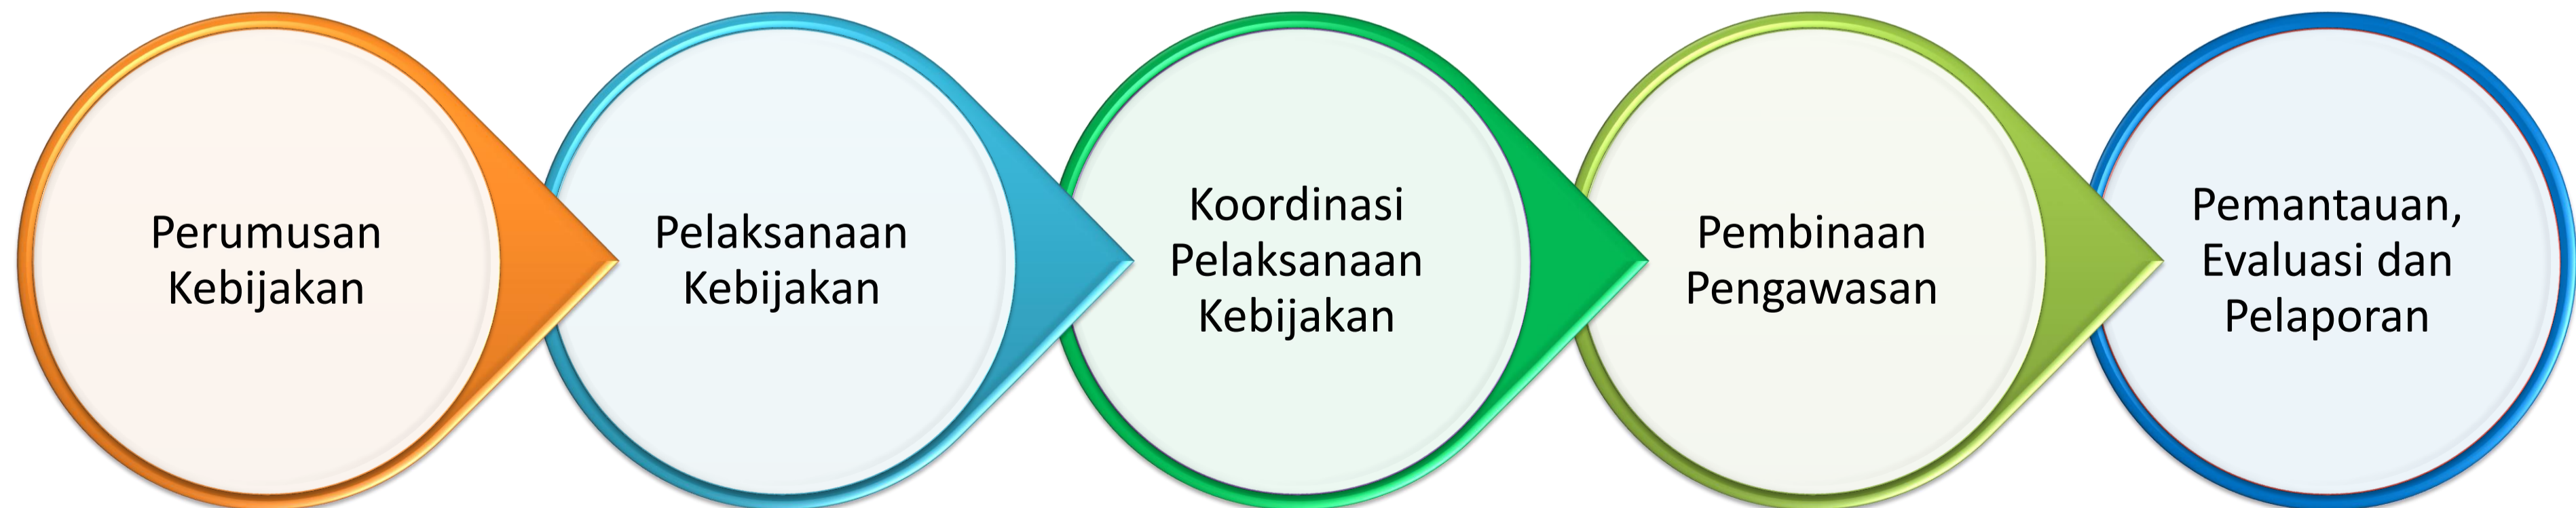 Perumusan
Kebijakan
Pelaksanaan
Kebijakan
Koordinasi
Pelaksanaan
Kebijakan
Pembinaan
Pengawasan
Pemantauan,
Evaluasi dan
Pelaporan